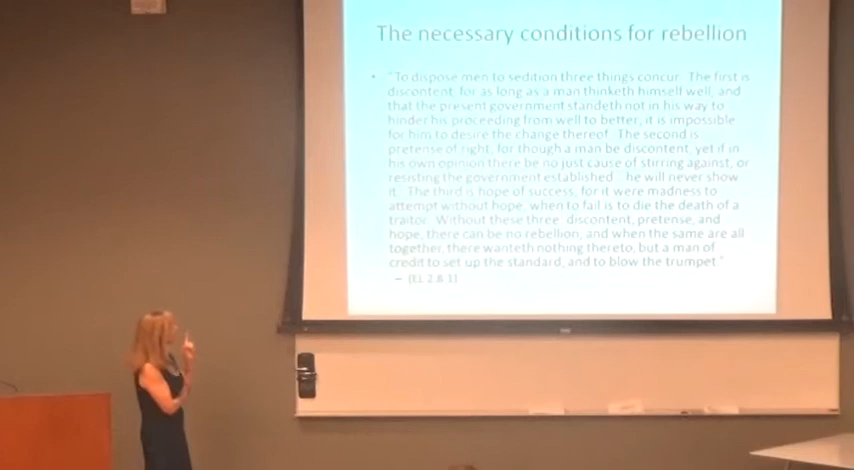 The necessary conditions for rebellion
• "To dispose men to sedition three things concur. The first is
discontent, for as long as a man thinketh himself well, and
that the present government standeth not in his way to
hinder his proceeding from well to better; it is impossible
for him to desire the change thereof. The second is
pretense of right; for though a man be discontent, yet if in
his own opinion there be no just cause of stirring against, or
resisting the government established he will never show
it. The third is hope of success; for it were madness to
attempt without hope, when to fail is to die the death of a
traitor. Without these three discontent, pretense, and
hope, there can be no rebellion; and when the same are all
together, there wanteth nothing thereto, but a man of
credit to set up the standard, and to blow the trumpet."
– (EL 2.8.1)